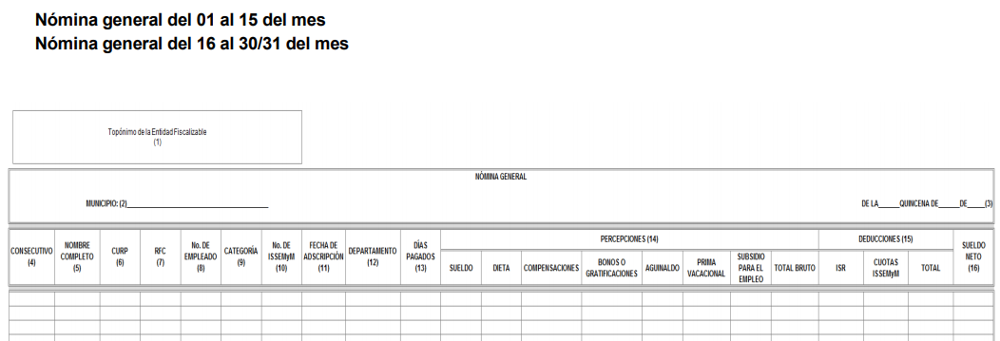 Nómina general del 01 al 15 del mes
Nómina general del 16 al 30/31 del mes
Topónimo de la Entidad Fiscalizable
(1)
NÓMINA GENERAL
MUNICIPIO: (2)______________________________
DE LA_____QUINCENA DE_____DE____(3)
PERCEPCIONES (14)
DEDUCCIONES (15)
CONSECUTIVO
(4)
NOMBRE
COMPLETO
(5)
CURP
(6)
RFC
(7)
No. DE
EMPLEADO
(8)
CATEGORÍA
(9)
No. DE
ISSEMyM
(10)
FECHA DE
ADSCRIPCIÓN
(11)
DEPARTAMENTO
(12)
DÍAS
PAGADOS
(13)
SUELDO
DIETA
COMPENSACIONES
BONOS O
GRATIFICACIONES
AGUINALDO
PRIMA
VACACIONAL
SUBSIDIO
PARA EL
EMPLEO
TOTAL BRUTO
ISR
CUOTAS
ISSEMyM
TOTAL
SUELDO
NETO
(16)